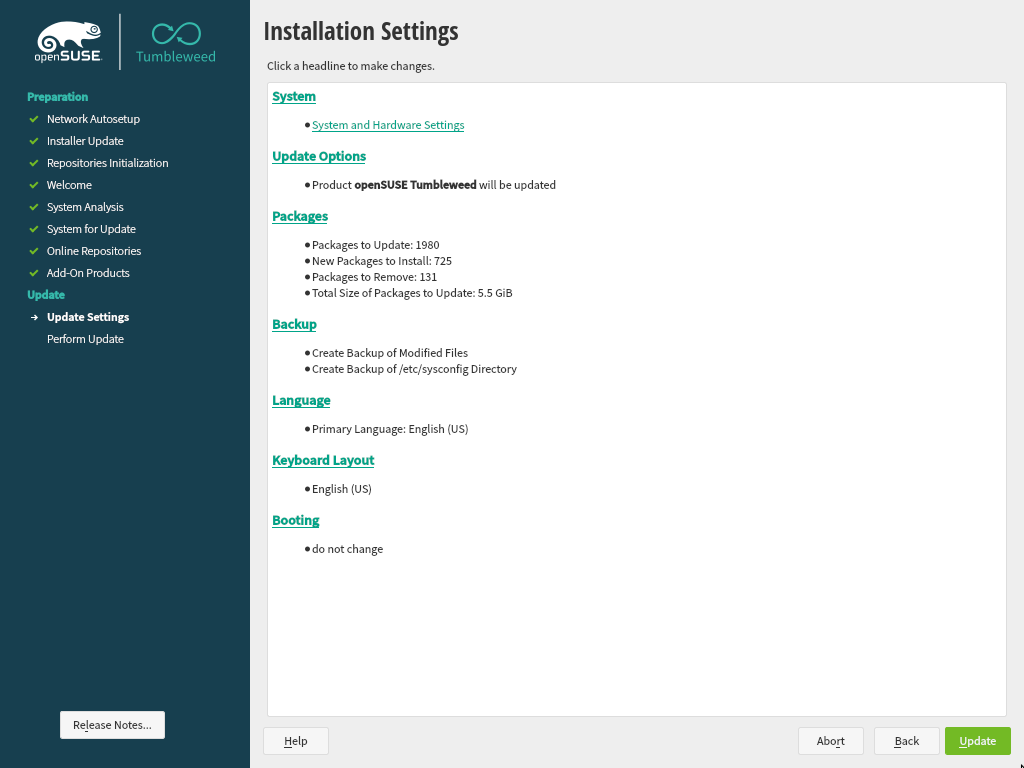 openSUSE
Tumbleweed
Preparation
Network Autosetup
Installer Update
Repositories Initialization
Welcome
System Analysis
System for Update
Online Repositories
Add-On Products
Update
Update Settings
Perform Update
Release Notes...
Installation Settings
Click a headline to make changes.
System
System and Hardware Settings
Update Options
Product openSUSE Tumbleweed will be updated
Packages
Packages to Update: 1980
New Packages to Install: 725
Packages to Remove: 131
Total Size of Packages to Update: 5.5 GiB
Backup
Create Backup of Modified Files
Create Backup of /etc/sysconfig Directory
Language
Primary Language: English (US)
Keyboard Layout
English (US)
Booting
do not change
Help
Abort
Back
Update